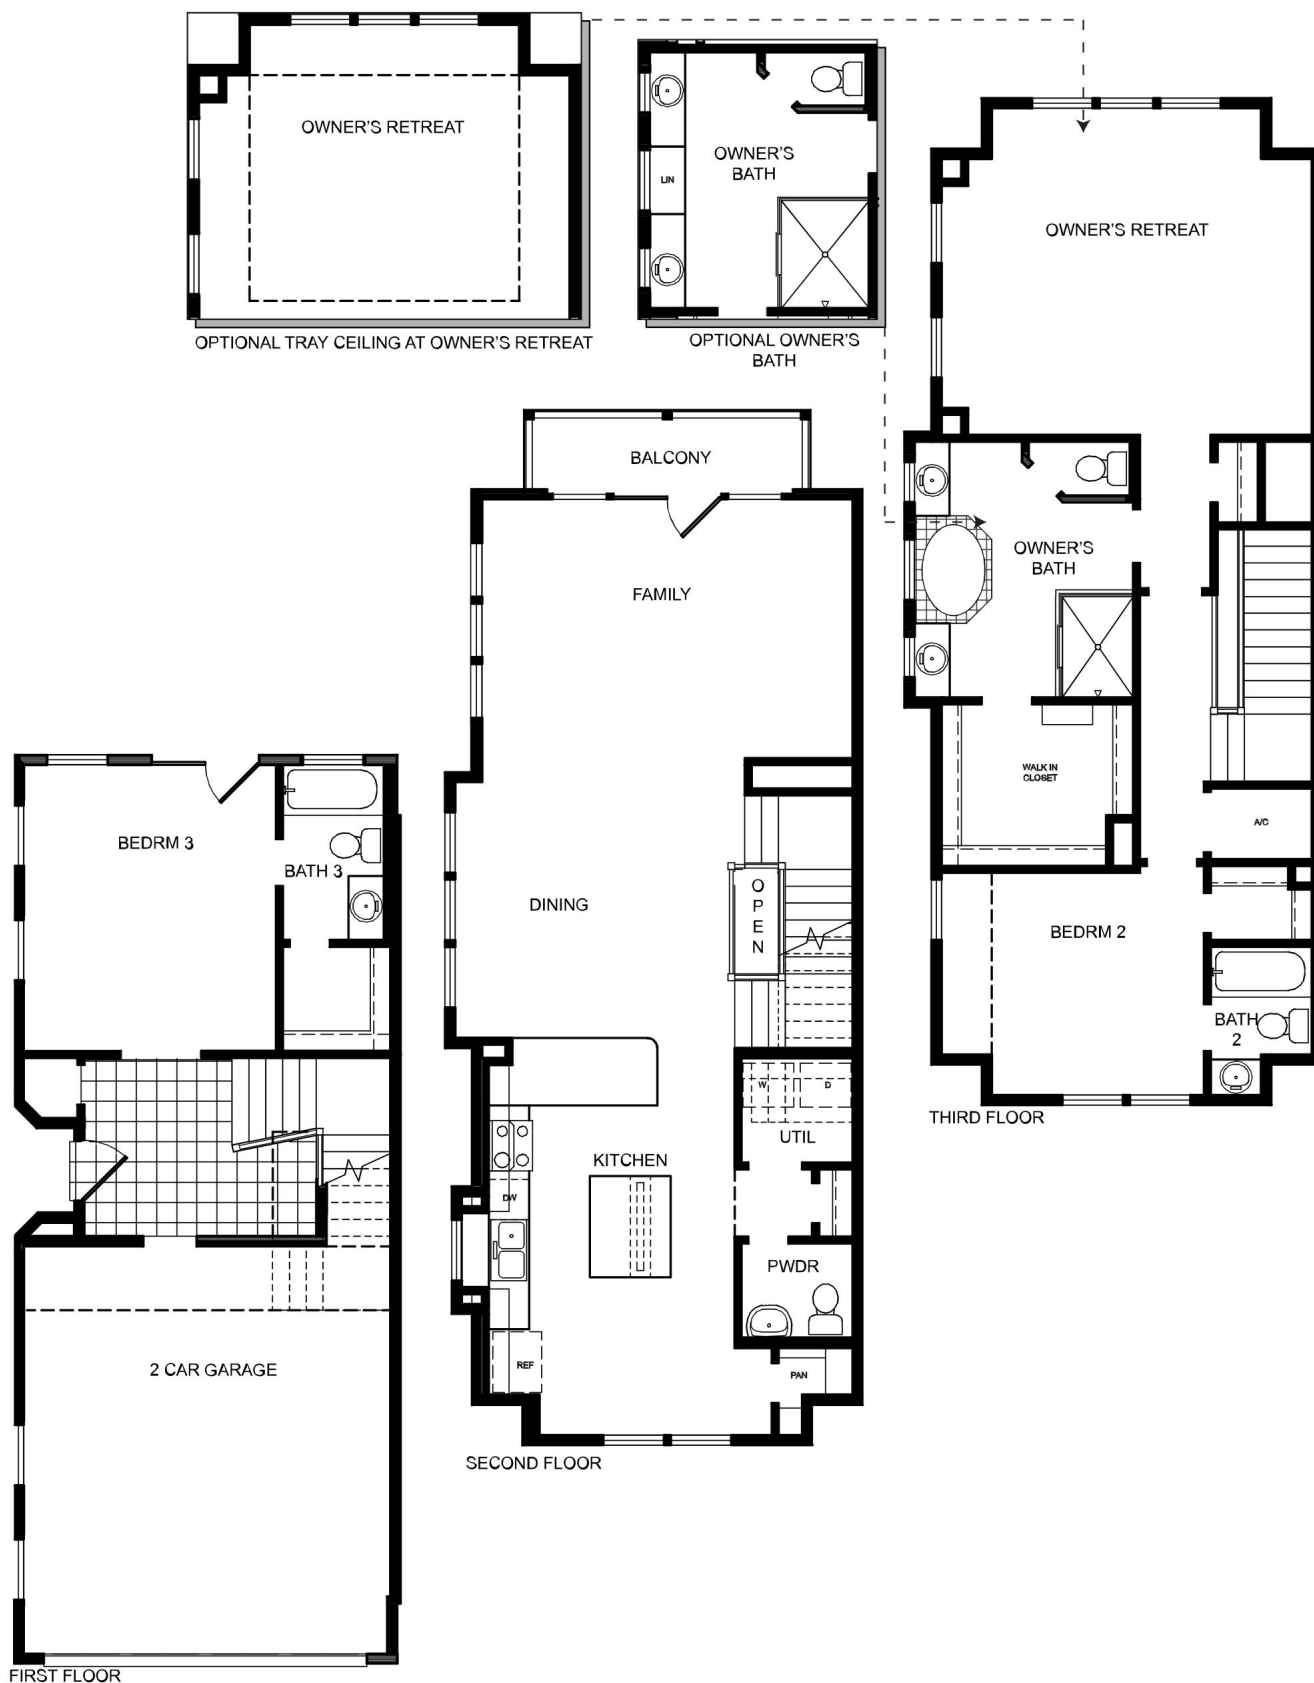 OWNER'S RETREAT
OPTIONAL TRAY CEILING AT OWNER'S RETREAT
OWNER'S
BATH
LIN
OPTIONAL OWNER'S
BATH
OWNER'S RETREAT
OWNER'S
BATH
WALK IN
CLOSET
A/C
BEDRM 2
BATH
2
THIRD FLOOR
BALCONY
FAMILY
DINING
OPEN
W
D
UTIL
KITCHEN
DW
PWDR
REF
PAN
SECOND FLOOR
BEDRM 3
BATH 3
2 CAR GARAGE
FIRST FLOOR